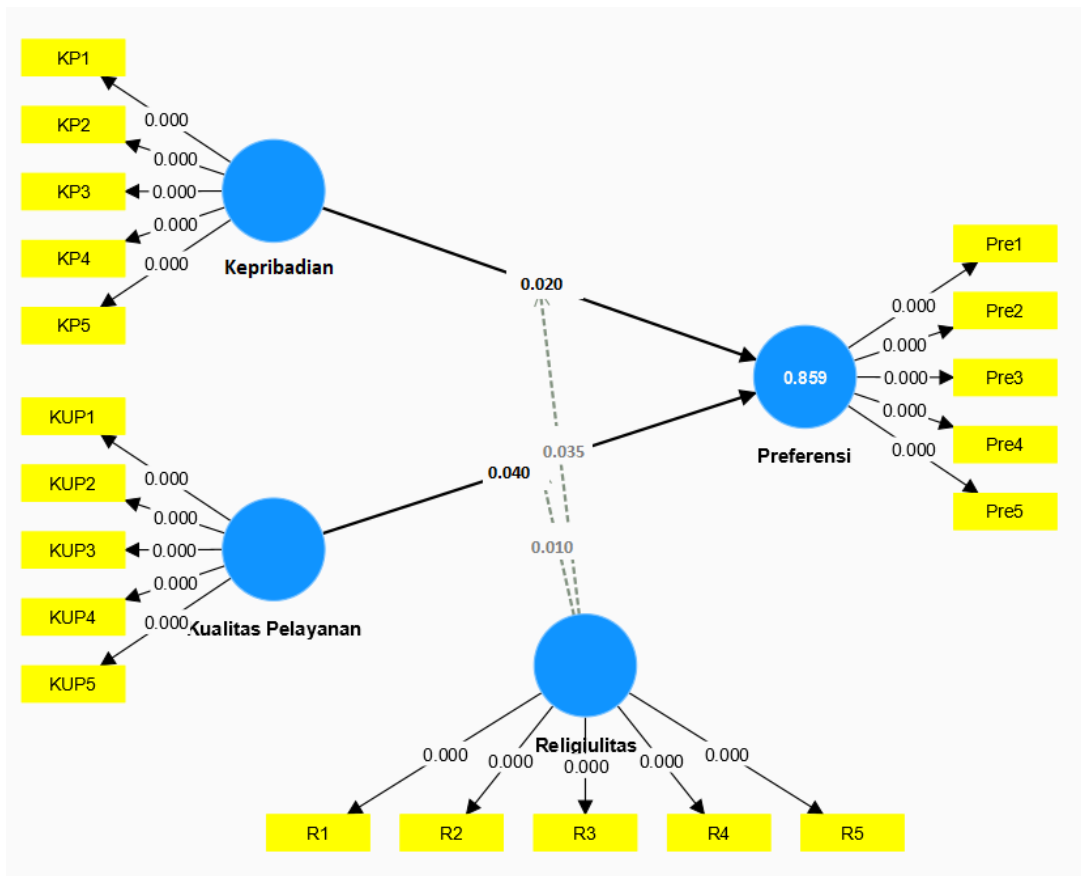 KP1
0.000
KP2
0.000
KP3
0.000
KP4
0.000
KP5
0.000
Kepribadian
0.020
Pre1
0.000
Pre2
0.000
Pre3
0.000
Pre4
0.000
Pre5
0.000
0.859
Preferensi
KUP1
0.000
KUP2
0.000
KUP3
0.000
KUP4
0.000
KUP5
0.000
Kualitas Pelayanan
0.040
0.035
0.010
Religiulitas
0.000
0.000
0.000
0.000
0.000
R1
R2
R3
R4
R5